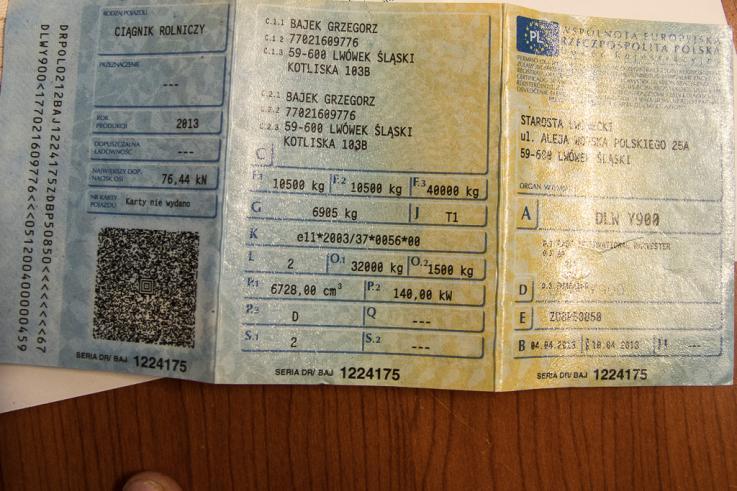 RODZAJ POJAZDU
CIĄGNIK ROLNICZY
PRZEZNACZENIE
---
ROK
PRODUKCJI 2013
DOPUSZCZALNA
ŁADOWNOŚĆ ---
NAJWIĘKSZY DOP.
NACISK OSI 76,44 kN
NR KARTY
POJAZDU Karty nie wydano
SERIA DR/ BAJ 1224175
DRPOL0212BAJ1224175ZDBP50850<<<<<<<67
DLWY900<177021609776<<<0512004000000459
C.1.1 BAJEK GRZEGORZ
C.1.2 77021609776
C.1.3 59-600 LWÓWEK ŚLĄSKI
KOTLISKA 103B
C.2.1 BAJEK GRZEGORZ
C.2.2 77021609776
C.2.3 59-600 LWÓWEK ŚLĄSKI
KOTLISKA 103B
C
F.1 10500 kg F.2 10500 kg F.3 40000 kg
G 6905 kg J T1
K e11*2003/37*0056*00
L 2 O.1 32000 kg O.2 1500 kg
P.1 6728,00 cm³ P.2 140,00 kW
P.3 D Q ---
S.1 2 S.2 ---
SERIA DR/ BAJ 1224175
PL WSPÓLNOTA EUROPEJSKA
RZECZPOSPOLITA POLSKA
STAROSTA LWÓWECKI
ul. ALEJA WOJSKA POLSKIEGO 25A
59-600 LWÓWEK ŚLĄSKI
ORGAN
A DLW Y900
D
E
B 04.04.2013 10.04.2013 ---
SERIA DR/ BAJ 1224175